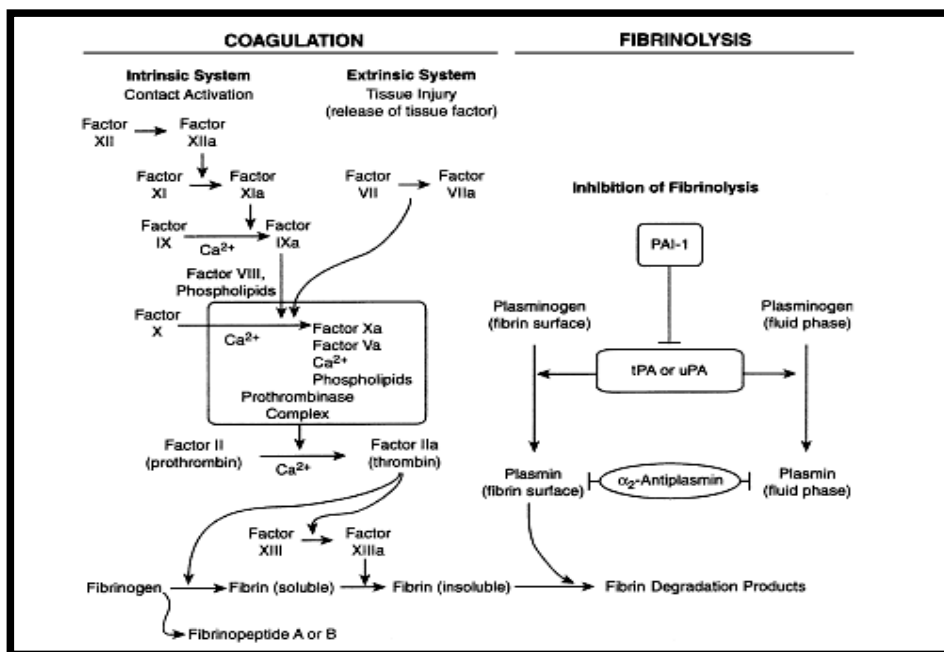 COAGULATION
Intrinsic System
Contact Activation
Extrinsic System
Tissue Injury
(release of tissue factor)
Factor
XII
Factor
XIIa
Factor
XI
Factor
XIa
Factor
VII
Factor
VIIa
Factor
IX
Ca²⁺
Factor
IXa
Factor VIII,
Phospholipids
Factor
X
Ca²⁺
Factor Xa
Factor Va
Ca²⁺
Phospholipids
Prothrombinase
Complex
Factor II
(prothrombin)
Ca²⁺
Factor IIa
(thrombin)
Factor
XIII
Factor
XIIIa
Fibrinogen
Fibrin (soluble)
Fibrin (insoluble)
Fibrin Degradation Products
Fibrinopeptide A or B
FIBRINOLYSIS
Inhibition of Fibrinolysis
PAI-1
Plasminogen
(fibrin surface)
Plasminogen
(fluid phase)
tPA or uPA
Plasmin
(fibrin surface)
α₂-Antiplasmin
Plasmin
(fluid phase)